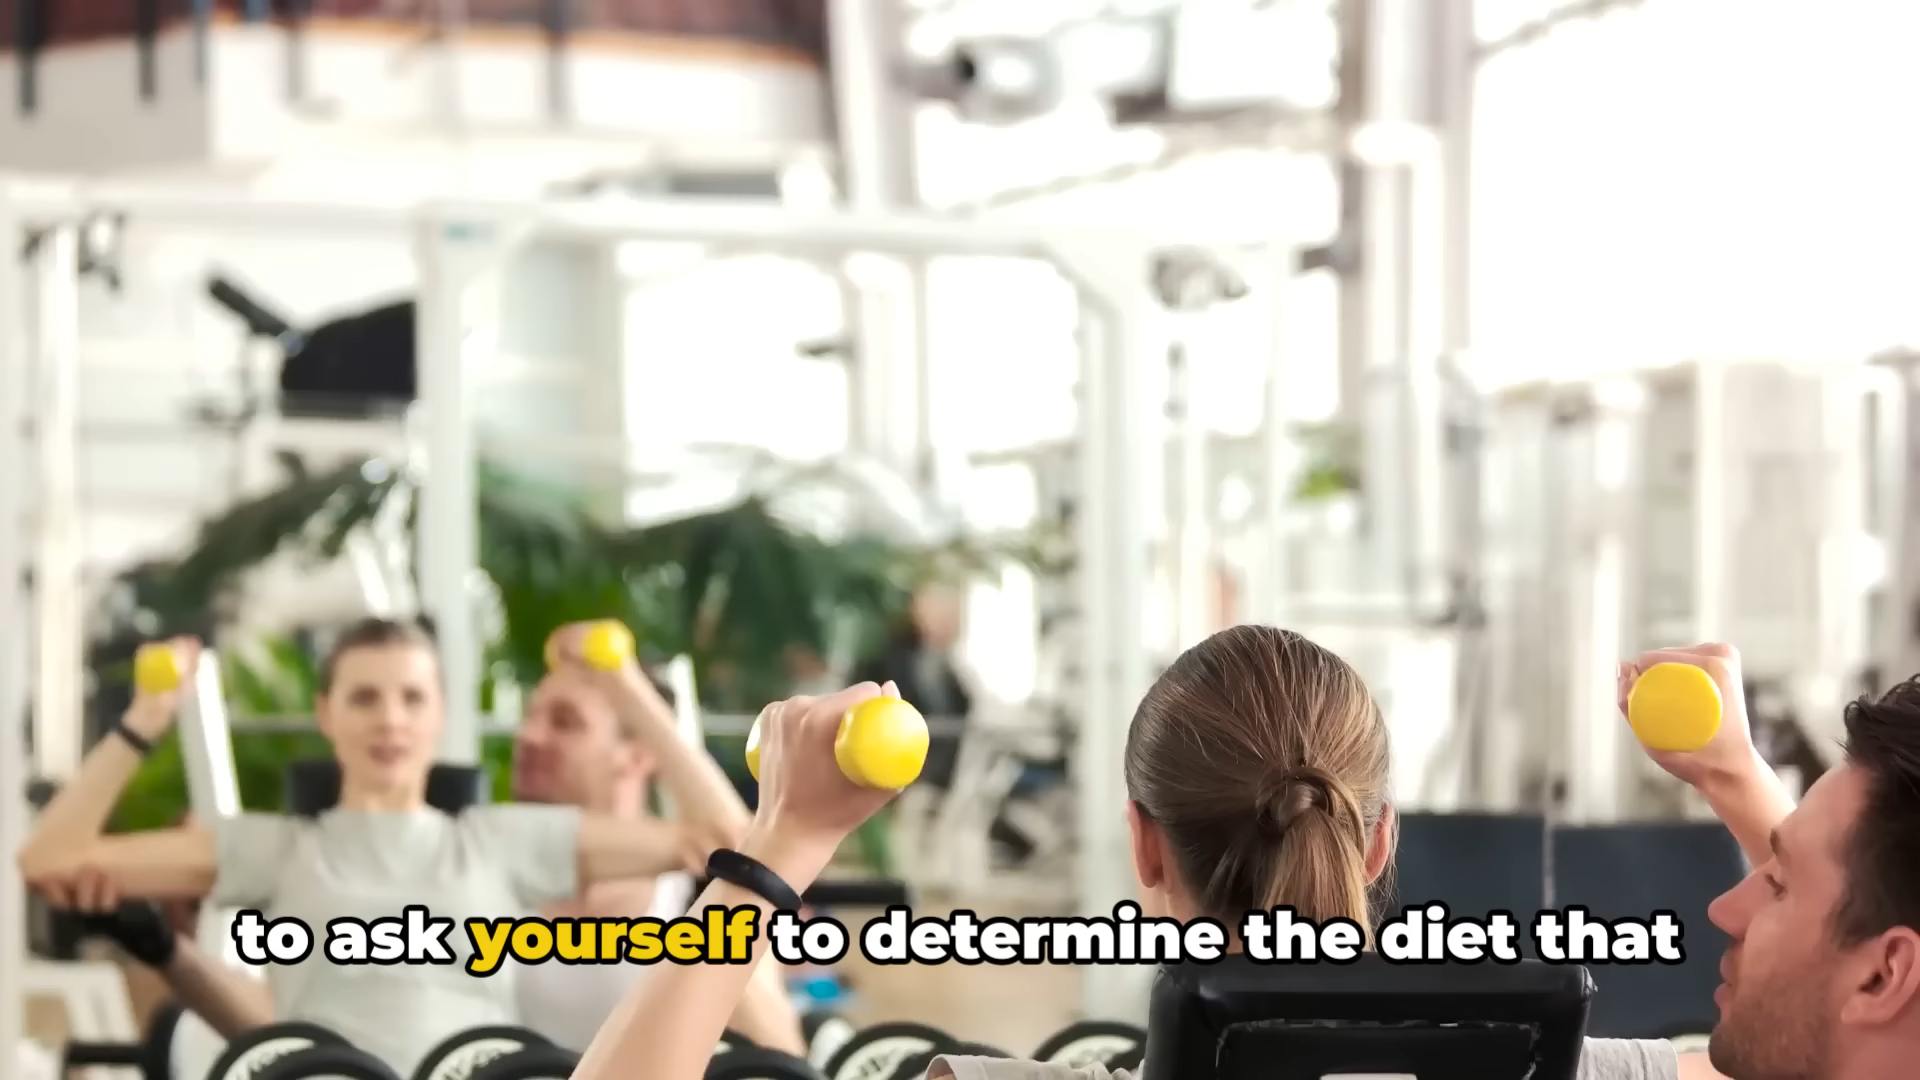 to ask yourself to determine the diet that